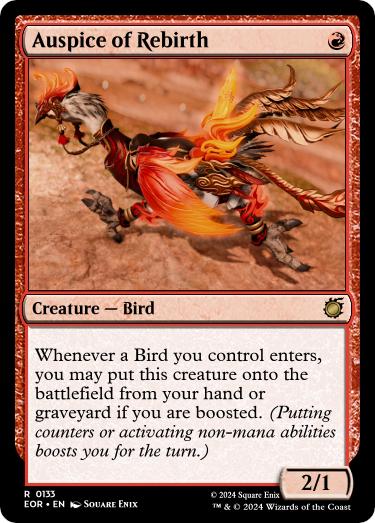 Auspice of Rebirth
Creature — Bird
Whenever a Bird you control enters,
you may put this creature onto the
battlefield from your hand or
graveyard if you are boosted. (Putting
counters or activating non-mana abilities
boosts you for the turn.)
2/1
R 0133
EOR • EN SQUARE ENIX
© 2024 Square Enix
™ & © 2024 Wizards of the Coast